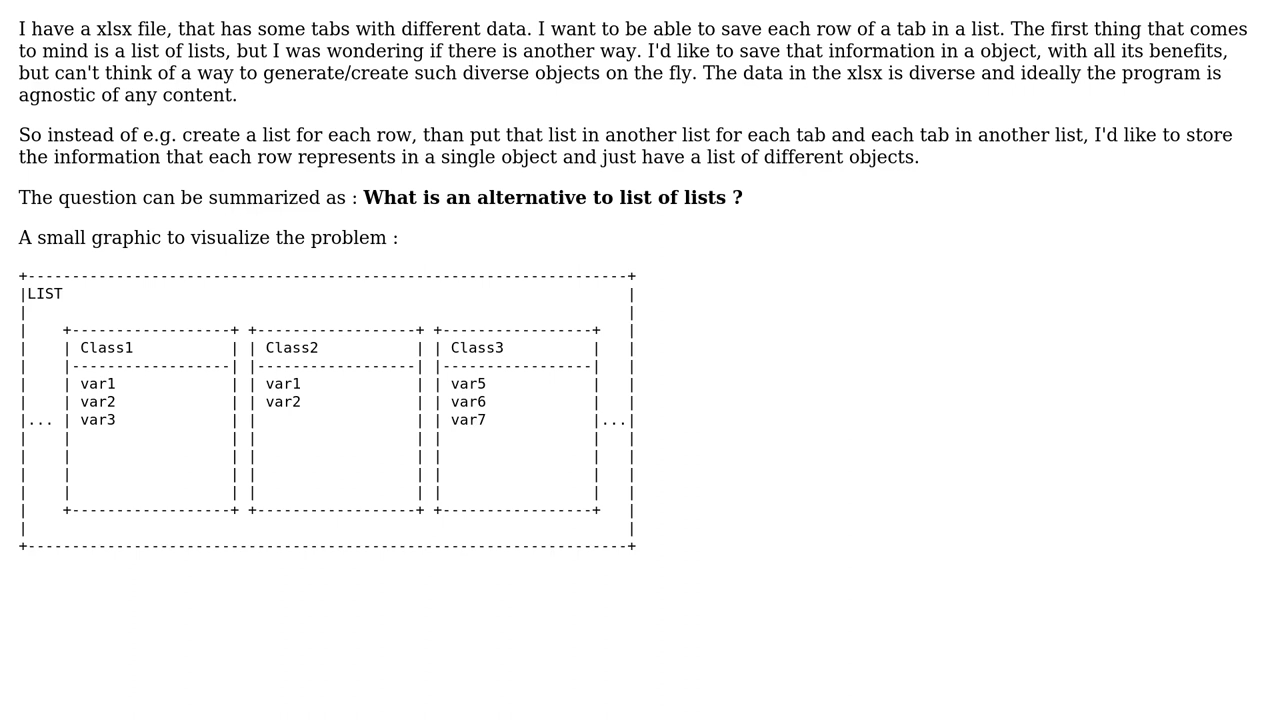 I have a xlsx file, that has some tabs with different data. I want to be able to save each row of a tab in a list. The first thing that comes
to mind is a list of lists, but I was wondering if there is another way. I'd like to save that information in a object, with all its benefits,
but can't think of a way to generate/create such diverse objects on the fly. The data in the xlsx is diverse and ideally the program is
agnostic of any content.
So instead of e.g. create a list for each row, than put that list in another list for each tab and each tab in another list, I'd like to store
the information that each row represents in a single object and just have a list of different objects.
The question can be summarized as : What is an alternative to list of lists ?
A small graphic to visualize the problem :
+--------------------------------------------------------------------+
|LIST                                                                |
|                                                                    |
|    +------------------+ +------------------+ +-----------------+   |
|    | Class1           | | Class2           | | Class3          |   |
|    |------------------| |------------------| |-----------------|   |
|    | var1             | | var1             | | var5            |   |
|    | var2             | | var2             | | var6            |   |
|... | var3             | |                  | | var7            |...|
|    |                  | |                  | |                 |   |
|    |                  | |                  | |                 |   |
|    |                  | |                  | |                 |   |
|    |                  | |                  | |                 |   |
|    +------------------+ +------------------+ +-----------------+   |
|                                                                    |
+--------------------------------------------------------------------+